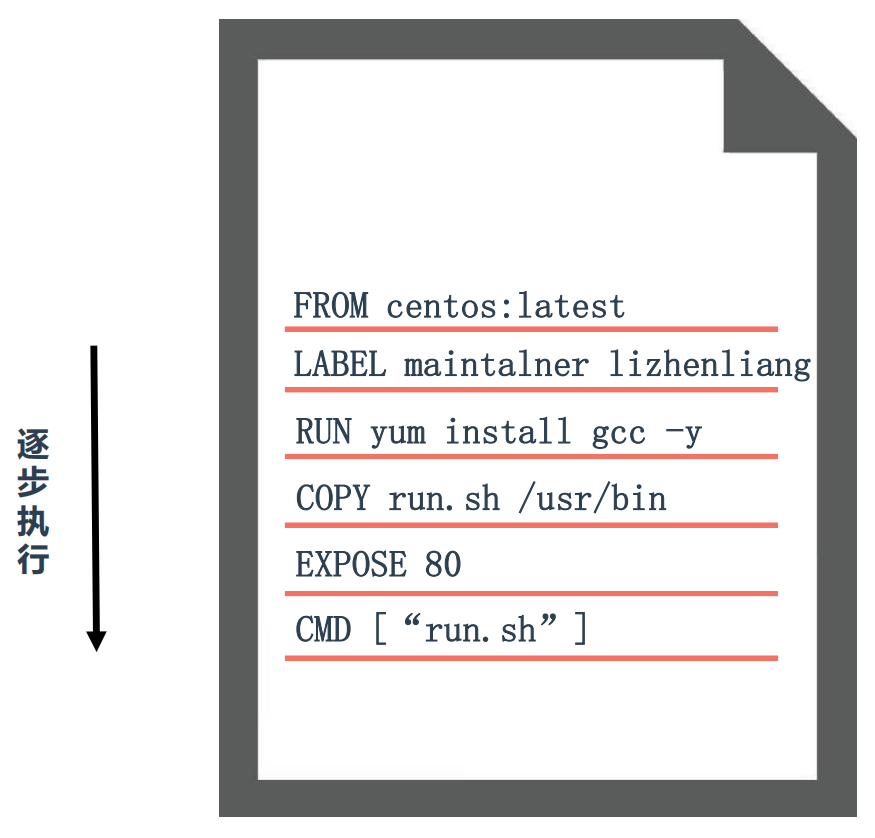 逐步执行
FROM centos:latest
LABEL maintalner lizhenliang
RUN yum install gcc -y
COPY run.sh /usr/bin
EXPOSE 80
CMD [ “run.sh” ]